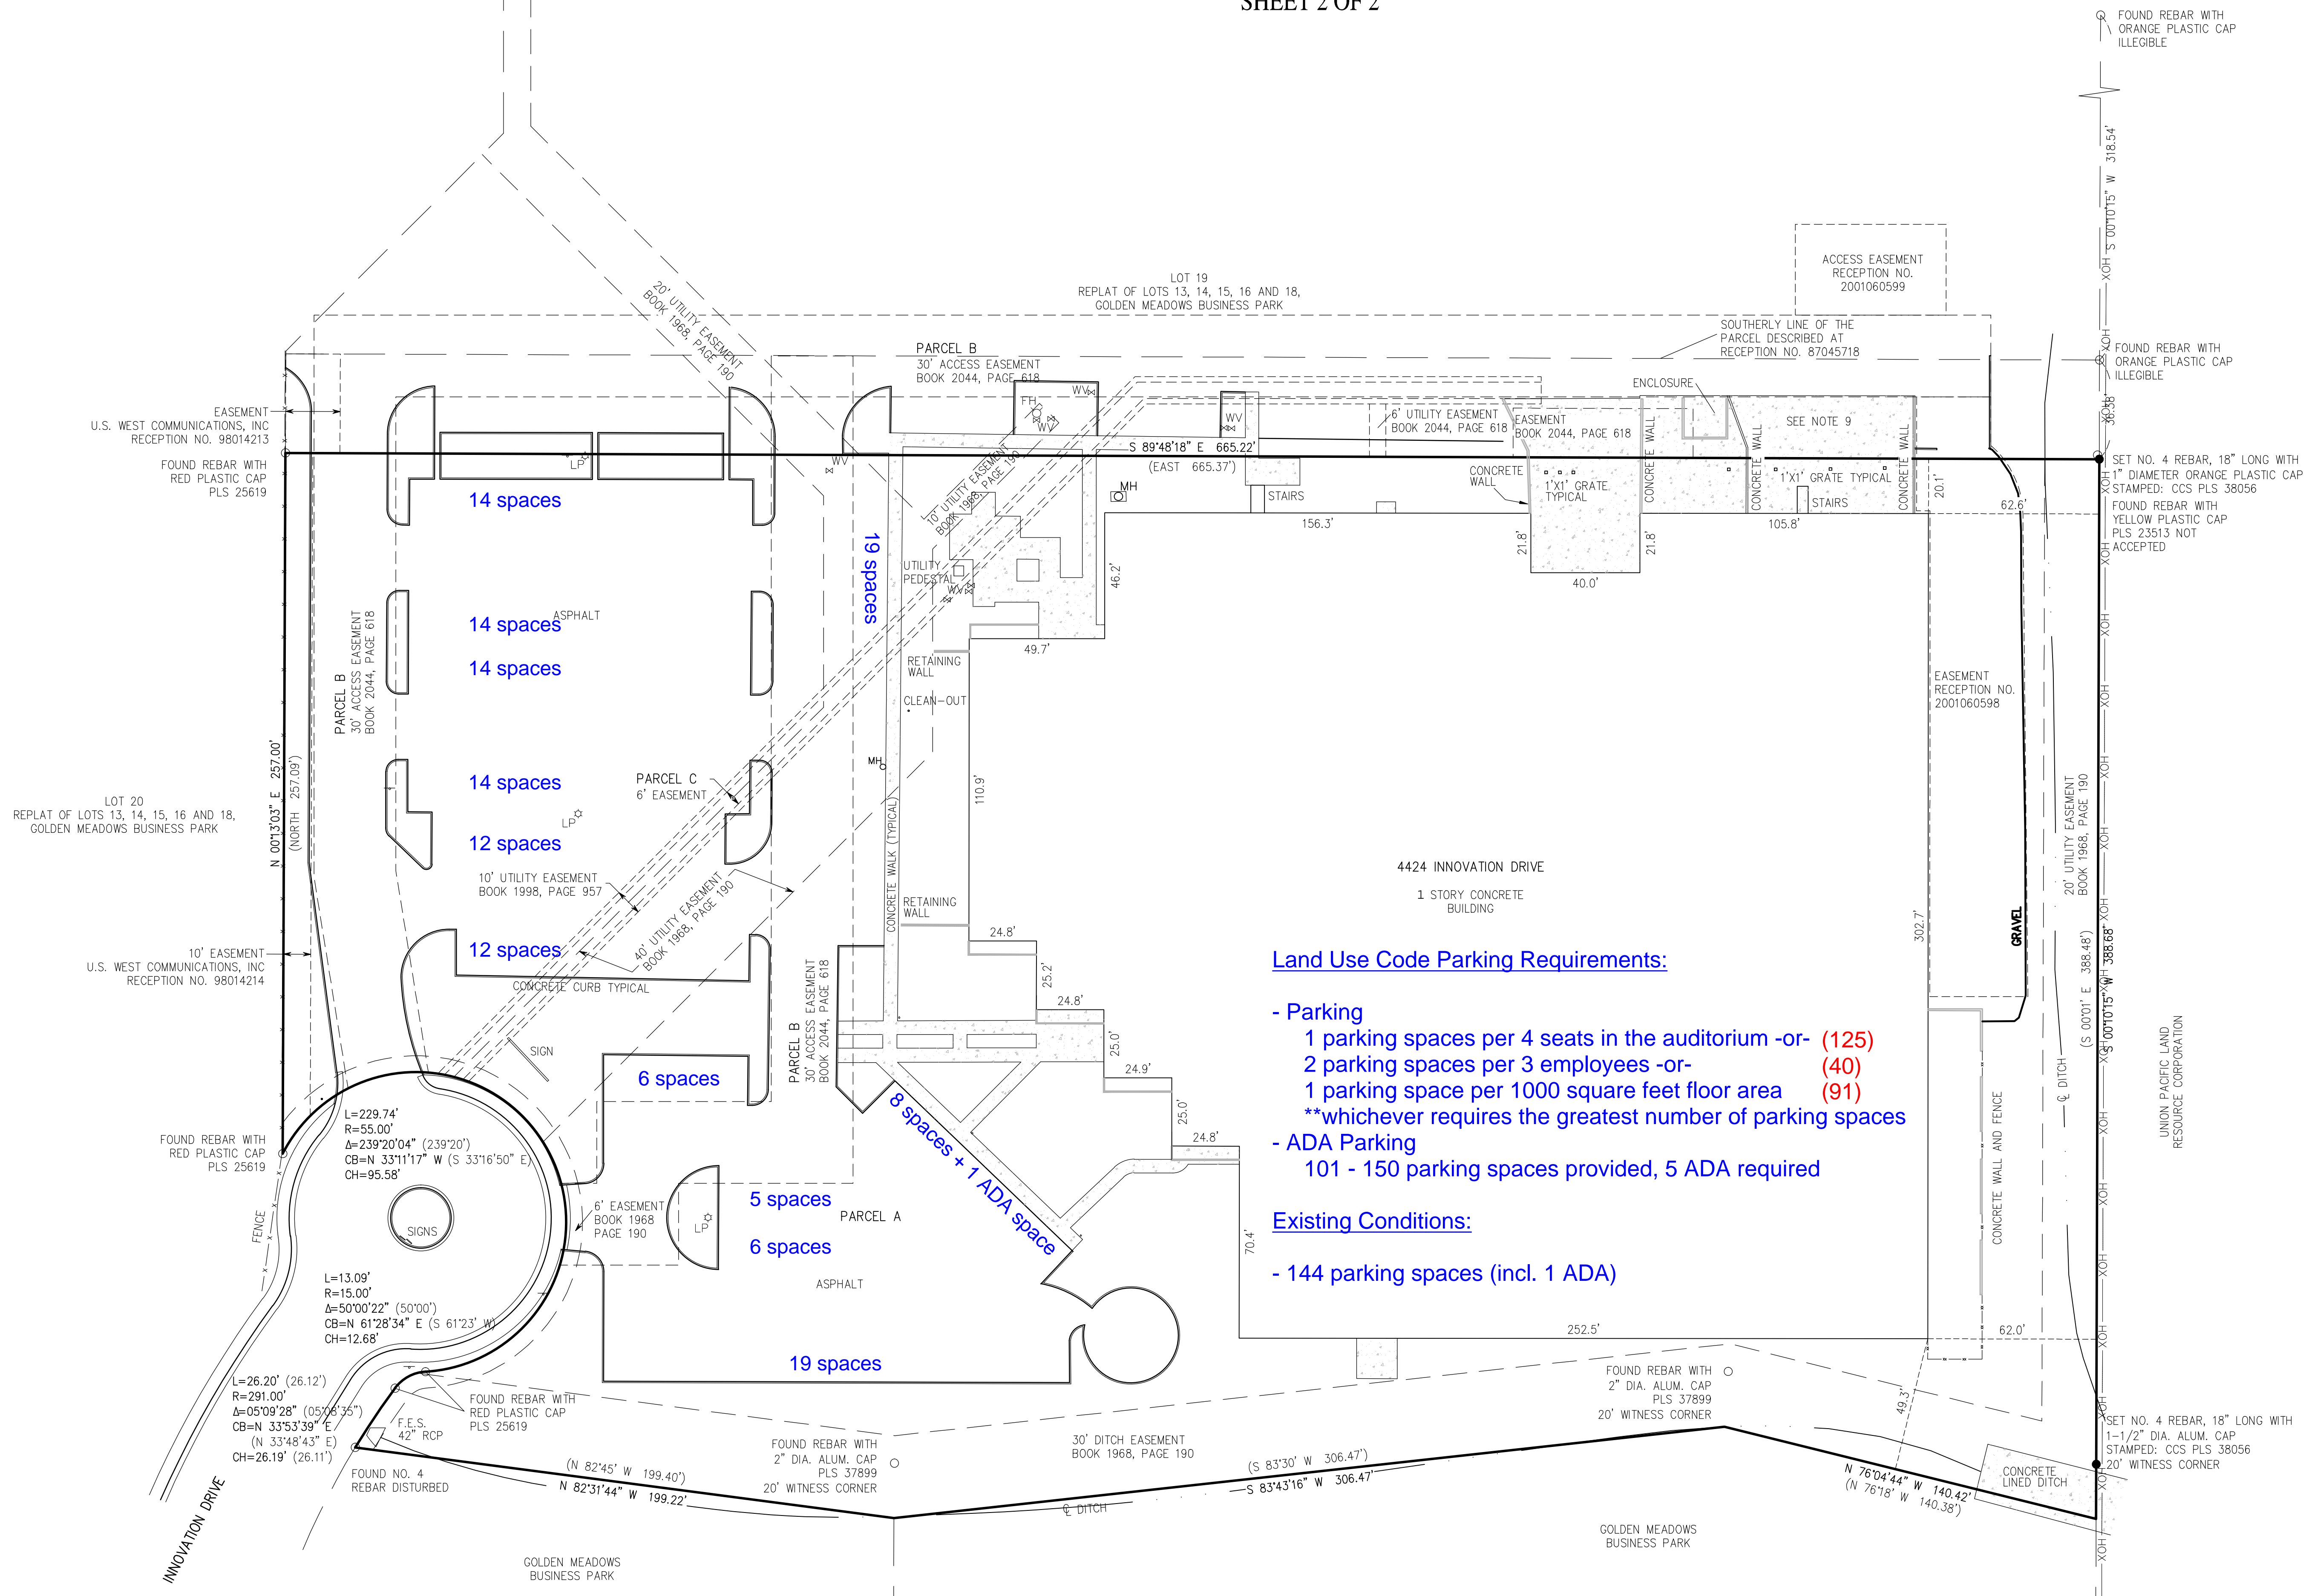 SHEET 2 OF 2
FOUND REBAR WITH
ORANGE PLASTIC CAP
ILLEGIBLE
S 00°10'15" W 318.54'
ACCESS EASEMENT
RECEPTION NO.
2001060599
LOT 19
REPLAT OF LOTS 13, 14, 15, 16 AND 18,
GOLDEN MEADOWS BUSINESS PARK
20' UTILITY EASEMENT
BOOK 1968, PAGE 190
SOUTHERLY LINE OF THE
PARCEL DESCRIBED AT
RECEPTION NO. 87045718
PARCEL B
30' ACCESS EASEMENT
BOOK 2044, PAGE 618
FOUND REBAR WITH
ORANGE PLASTIC CAP
ILLEGIBLE
EASEMENT
U.S. WEST COMMUNICATIONS, INC
RECEPTION NO. 98014213
FOUND REBAR WITH
RED PLASTIC CAP
PLS 25619
LP
WV
FH
WV
WV
WV
ENCLOSURE
6' UTILITY EASEMENT
BOOK 2044, PAGE 618
EASEMENT
BOOK 2044, PAGE 618
SEE NOTE 9
S 89°48'18" E 665.22'
(EAST 665.37')
CONCRETE WALL
CONCRETE WALL
CONCRETE WALL
CONCRETE
WALL
1'X1' GRATE
TYPICAL
1'X1' GRATE TYPICAL
STAIRS
STAIRS
MH
10' UTILITY EASEMENT
BOOK 1968, PAGE 190
SET NO. 4 REBAR, 18" LONG WITH
1" DIAMETER ORANGE PLASTIC CAP
STAMPED: CCS PLS 38056
FOUND REBAR WITH
YELLOW PLASTIC CAP
PLS 23513 NOT
ACCEPTED
20.1'
62.6'
156.3'
105.8'
21.8'
21.8'
40.0'
46.2'
49.7'
14 spaces
19 spaces
UTILITY
PEDESTAL
WV
14 spaces
ASPHALT
14 spaces
PARCEL B
30' ACCESS EASEMENT
BOOK 2044, PAGE 618
RETAINING
WALL
CLEAN-OUT
MH
EASEMENT
RECEPTION NO.
2001060598
N 00°13'03" E 257.00'
(NORTH 257.09')
LOT 20
REPLAT OF LOTS 13, 14, 15, 16 AND 18,
GOLDEN MEADOWS BUSINESS PARK
14 spaces
PARCEL C
6' EASEMENT
LP
12 spaces
10' UTILITY EASEMENT
BOOK 1998, PAGE 957
40' UTILITY EASEMENT
BOOK 1968, PAGE 190
12 spaces
CONCRETE CURB TYPICAL
10' EASEMENT
U.S. WEST COMMUNICATIONS, INC
RECEPTION NO. 98014214
CONCRETE WALK (TYPICAL)
110.9'
RETAINING
WALL
24.8'
25.2'
24.8'
25.0'
24.9'
25.0'
24.8'
70.4'
PARCEL B
30' ACCESS EASEMENT
BOOK 2044, PAGE 618
4424 INNOVATION DRIVE
1 STORY CONCRETE
BUILDING
302.7'
GRAVEL
20' UTILITY EASEMENT
BOOK 1968, PAGE 190
(S 00°01' E 388.48')
S 00°10'15" W 388.68'
℄ DITCH
UNION PACIFIC LAND
RESOURCE CORPORATION
CONCRETE WALL AND FENCE
Land Use Code Parking Requirements:
- Parking
1 parking spaces per 4 seats in the auditorium -or- (125)
2 parking spaces per 3 employees -or- (40)
1 parking space per 1000 square feet floor area (91)
**whichever requires the greatest number of parking spaces
- ADA Parking
101 - 150 parking spaces provided, 5 ADA required
Existing Conditions:
- 144 parking spaces (incl. 1 ADA)
SIGN
6 spaces
8 spaces + 1 ADA space
L=229.74'
R=55.00'
Δ=239°20'04" (239°20')
CB=N 33°11'17" W (S 33°16'50" E)
CH=95.58'
FOUND REBAR WITH
RED PLASTIC CAP
PLS 25619
FENCE
SIGNS
6' EASEMENT
BOOK 1968
PAGE 190
LP
5 spaces
PARCEL A
6 spaces
ASPHALT
19 spaces
L=13.09'
R=15.00'
Δ=50°00'22" (50°00')
CB=N 61°28'34" E (S 61°23' W)
CH=12.68'
L=26.20' (26.12')
R=291.00'
Δ=05°09'28" (05°08'35")
CB=N 33°53'39" E
(N 33°48'43" E)
CH=26.19' (26.11')
FOUND REBAR WITH
RED PLASTIC CAP
PLS 25619
F.E.S.
42" RCP
FOUND NO. 4
REBAR DISTURBED
INNOVATION DRIVE
252.5'
62.0'
49.3'
FOUND REBAR WITH
2" DIA. ALUM. CAP
PLS 37899
20' WITNESS CORNER
FOUND REBAR WITH
2" DIA. ALUM. CAP
PLS 37899
20' WITNESS CORNER
30' DITCH EASEMENT
BOOK 1968, PAGE 190
(N 82°45' W 199.40')
N 82°31'44" W 199.22'
(S 83°30' W 306.47')
S 83°43'16" W 306.47'
℄ DITCH
N 76°04'44" W 140.42'
(N 76°18' W 140.38')
CONCRETE
LINED DITCH
SET NO. 4 REBAR, 18" LONG WITH
1-1/2" DIA. ALUM. CAP
STAMPED: CCS PLS 38056
20' WITNESS CORNER
GOLDEN MEADOWS
BUSINESS PARK
GOLDEN MEADOWS
BUSINESS PARK